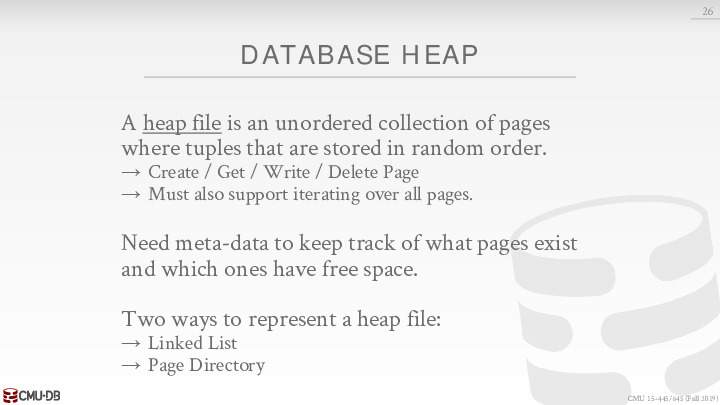 26
DATABASE HEAP
A heap file is an unordered collection of pages
where tuples that are stored in random order.
→ Create / Get / Write / Delete Page
→ Must also support iterating over all pages.
Need meta-data to keep track of what pages exist
and which ones have free space.
Two ways to represent a heap file:
→ Linked List
→ Page Directory
CMU·DB
CMU 15-445/645 (Fall 2019)